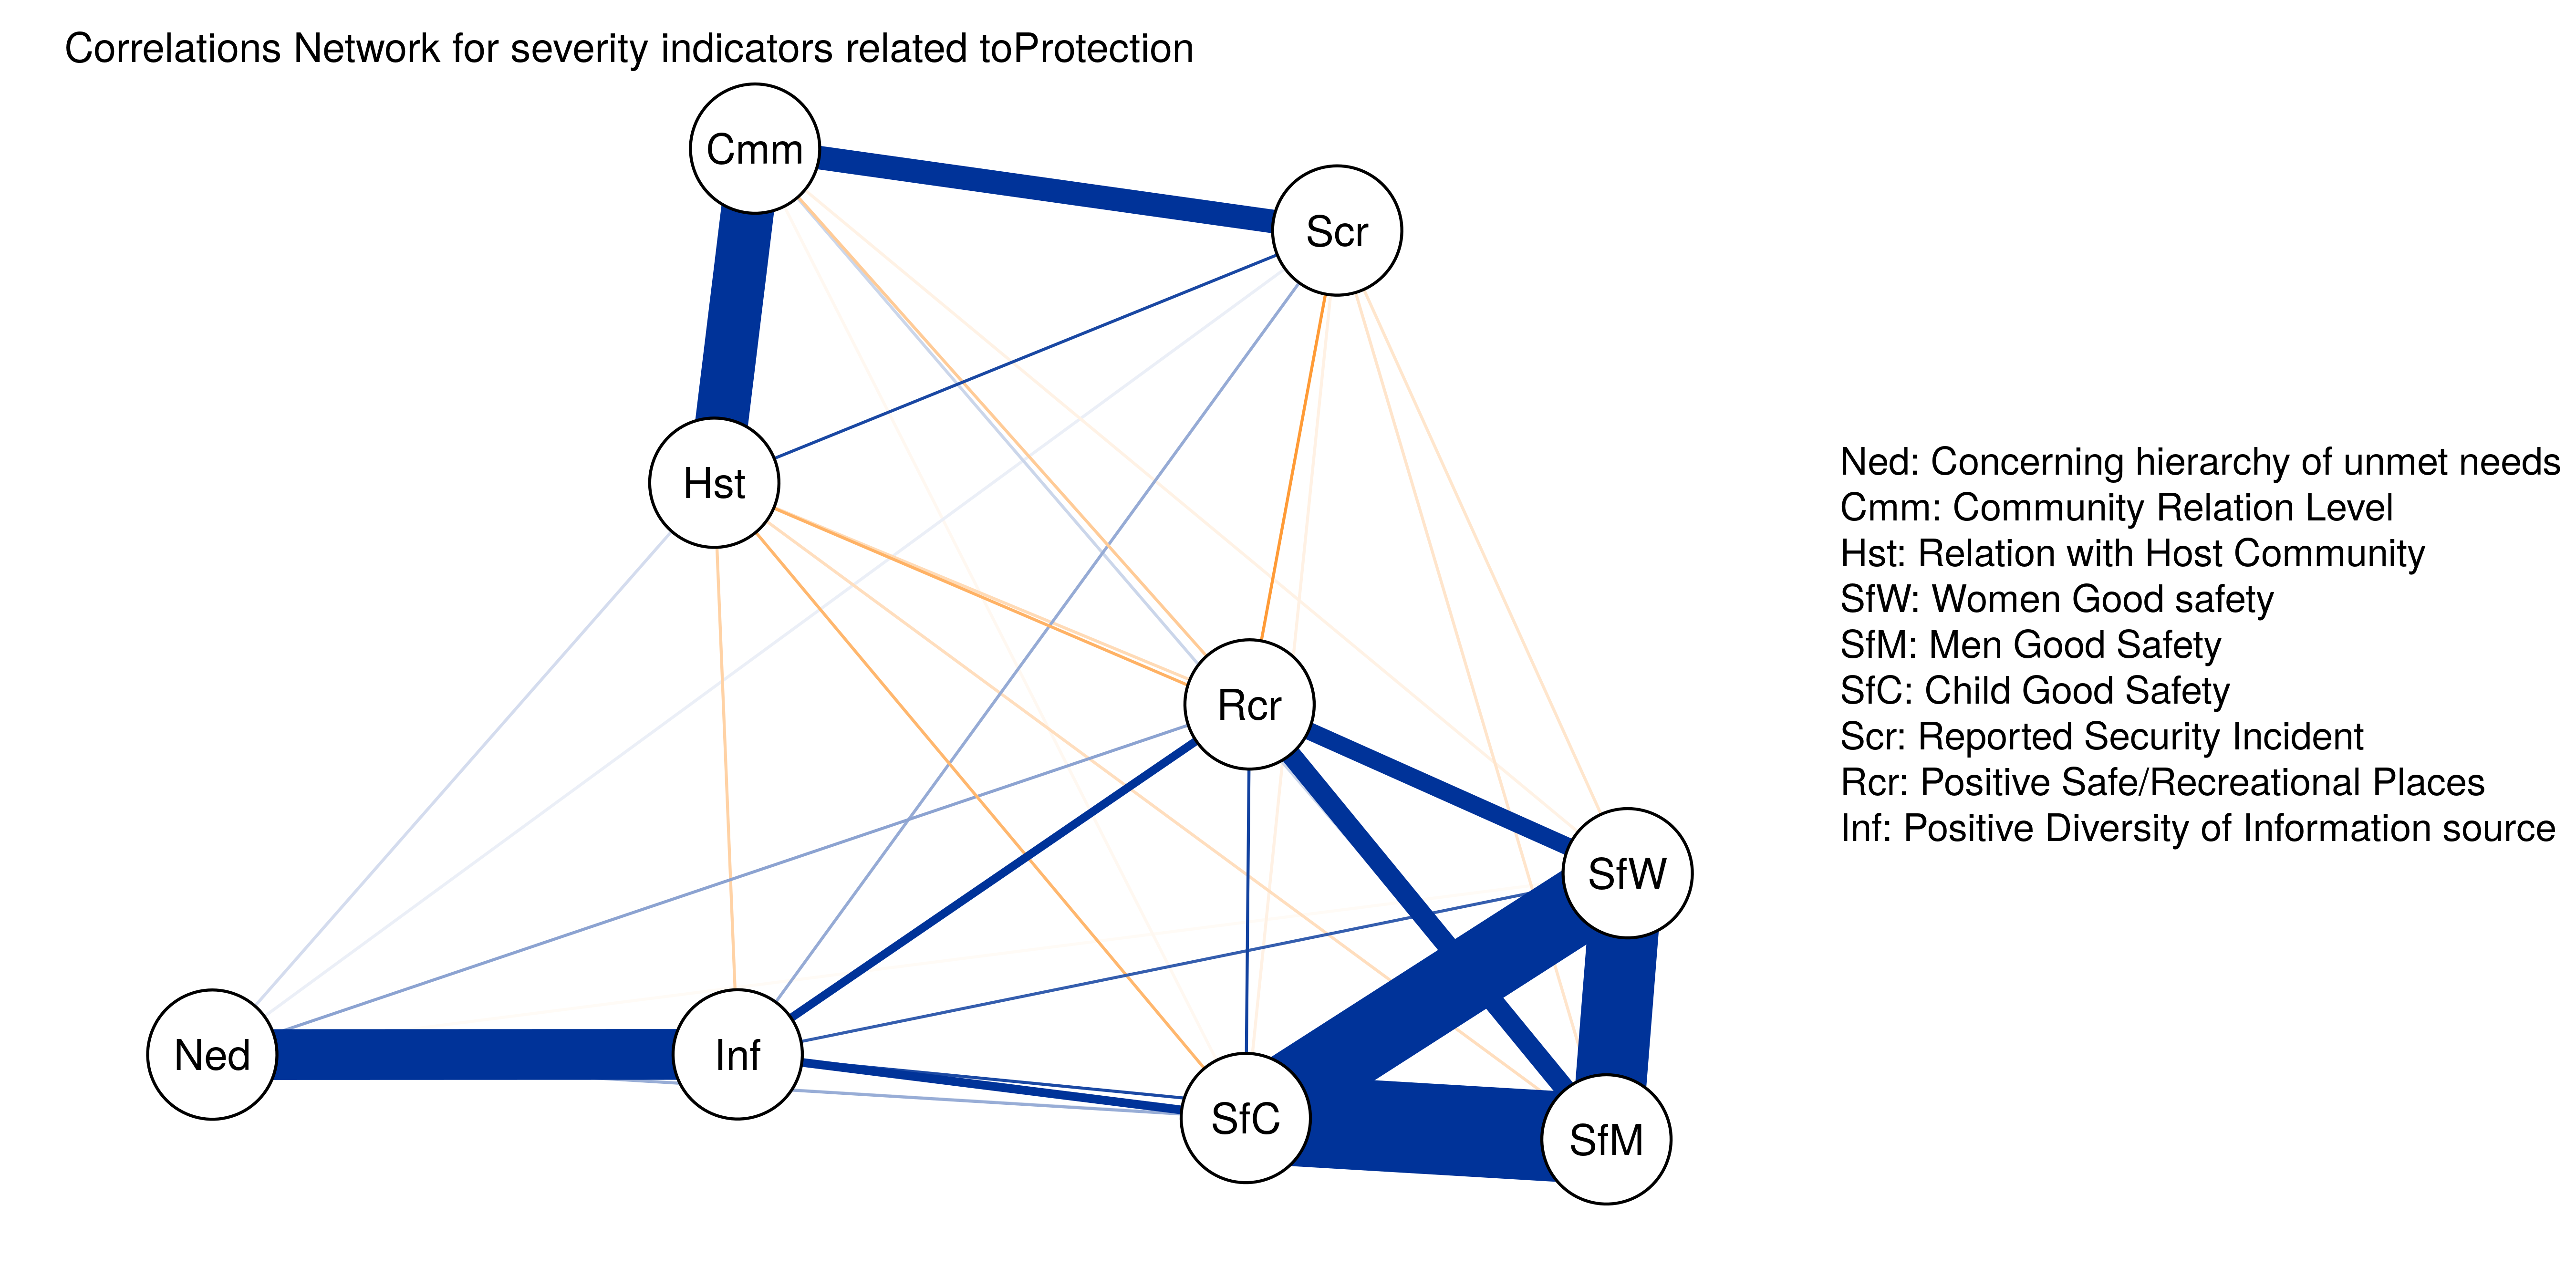 Correlations Network for severity indicators related toProtection
Cmm
Scr
Hst
Rcr
SfW
Ned
Inf
SfC
SfM
Ned: Concerning hierarchy of unmet needs
Cmm: Community Relation Level
Hst: Relation with Host Community
SfW: Women Good safety
SfM: Men Good Safety
SfC: Child Good Safety
Scr: Reported Security Incident
Rcr: Positive Safe/Recreational Places
Inf: Positive Diversity of Information source